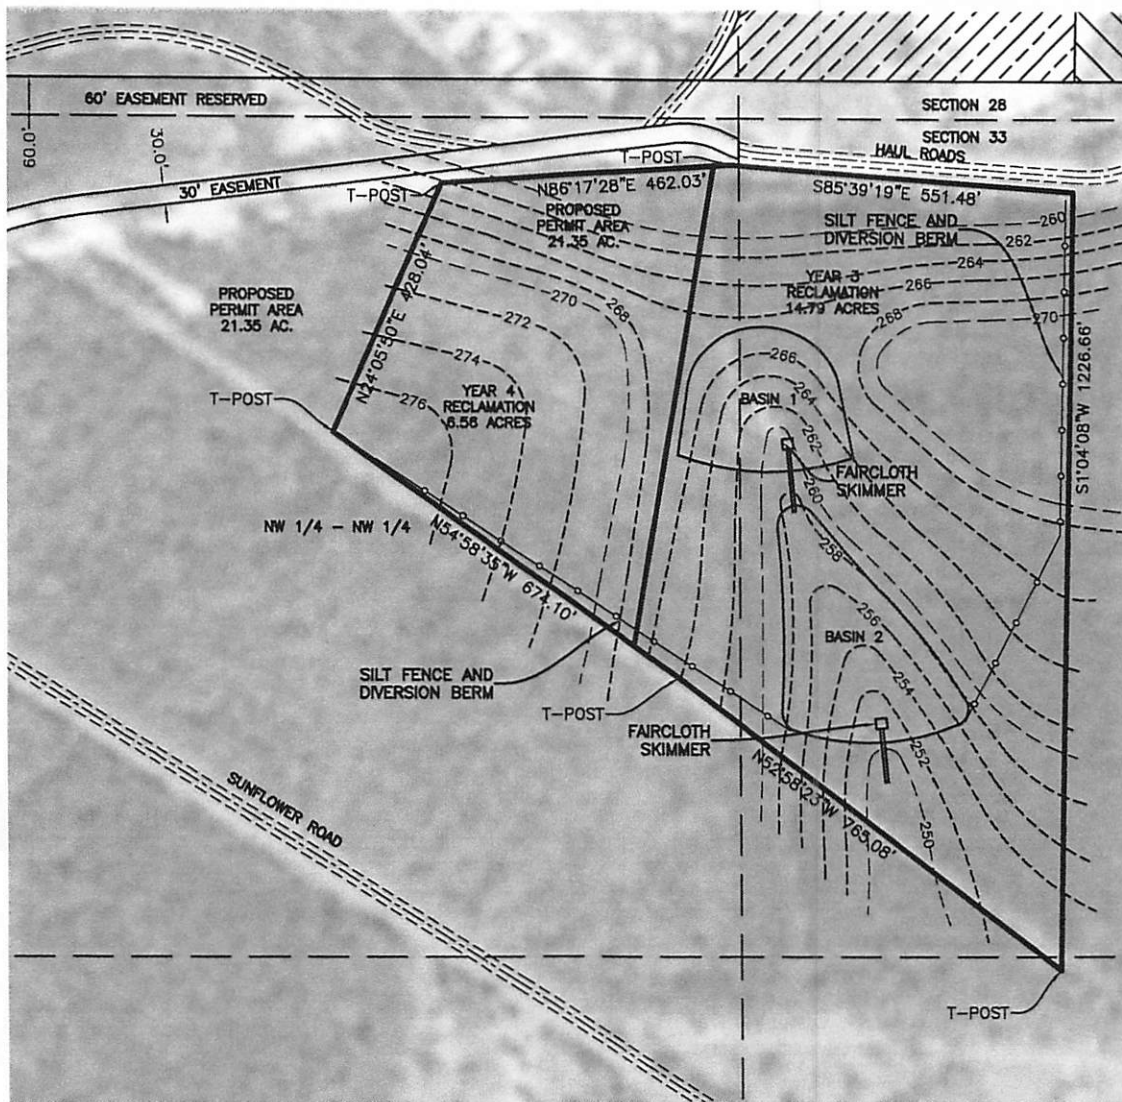 60' EASEMENT RESERVED
SECTION 28
60.0'
30.0'
SECTION 33
HAUL ROADS
T-POST
30' EASEMENT
T-POST
N86°17'28"E 462.03'
S85°39'19"E 551.48'
PROPOSED
PERMIT AREA
21.35 AC.
SILT FENCE AND
DIVERSION BERM
260
262
264
266
268
270
YEAR 3
RECLAMATION
14.79 ACRES
PROPOSED
PERMIT AREA
21.35 AC.
N24°05'50"E 428.04'
270
268
272
274
276
YEAR 4
RECLAMATION
6.56 ACRES
T-POST
266
264
262
260
BASIN 1
FAIRCLOTH
SKIMMER
S1°04'08"W 1226.66'
NW 1/4 - NW 1/4
N54°58'35"W 674.10'
258
256
254
252
250
BASIN 2
SILT FENCE AND
DIVERSION BERM
T-POST
FAIRCLOTH
SKIMMER
N52°58'23"W 765.08'
SUNFLOWER ROAD
T-POST